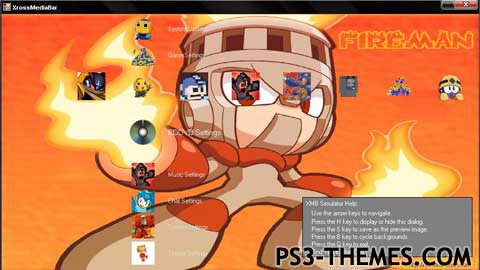 XrossMediaBar
System Settings
FIREMAN
Game Settings
BD/DVD Settings
Music Settings
Chat Settings
XMB Simulator Help:
Use the arrow keys to navigate.
Press the H key to display or hide this dialog.
Press the S key to save as the preview image.
Press the B key to cycle backgrounds.
PS3-THEMES.COM